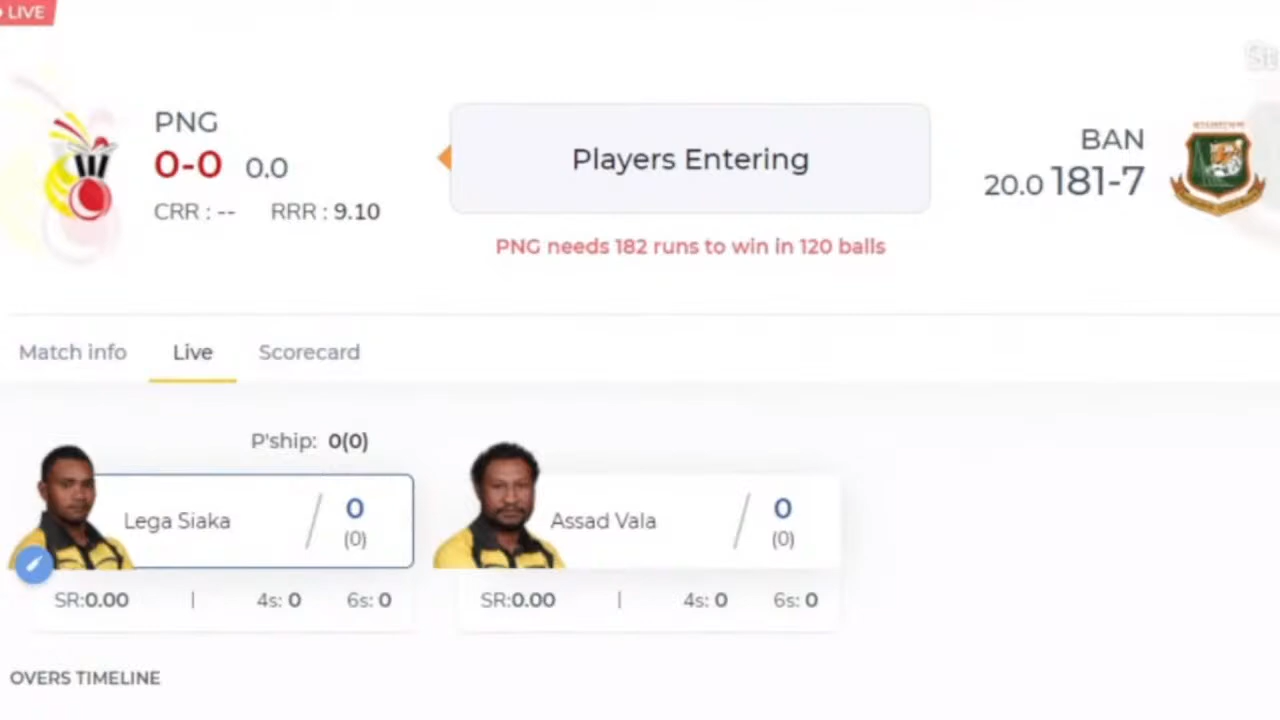 LIVE
St
PNG
0-0 0.0
CRR : -- RRR : 9.10
Players Entering
PNG needs 182 runs to win in 120 balls
BAN
20.0 181-7
Match info Live Scorecard
P'ship: 0(0)
Lega Siaka 0
(0)
SR:0.00 | 4s: 0 6s: 0
Assad Vala 0
(0)
SR:0.00 | 4s: 0 6s: 0
OVERS TIMELINE